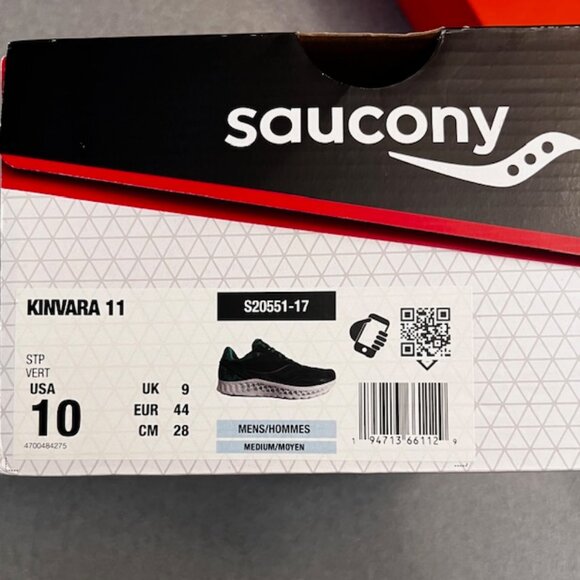 saucony
KINVARA 11
S20551-17
STP
VERT
USA
10
UK 9
EUR 44
CM 28
4700484275
MENS/HOMMES
MEDIUM/MOYEN
1 94713 66112 9